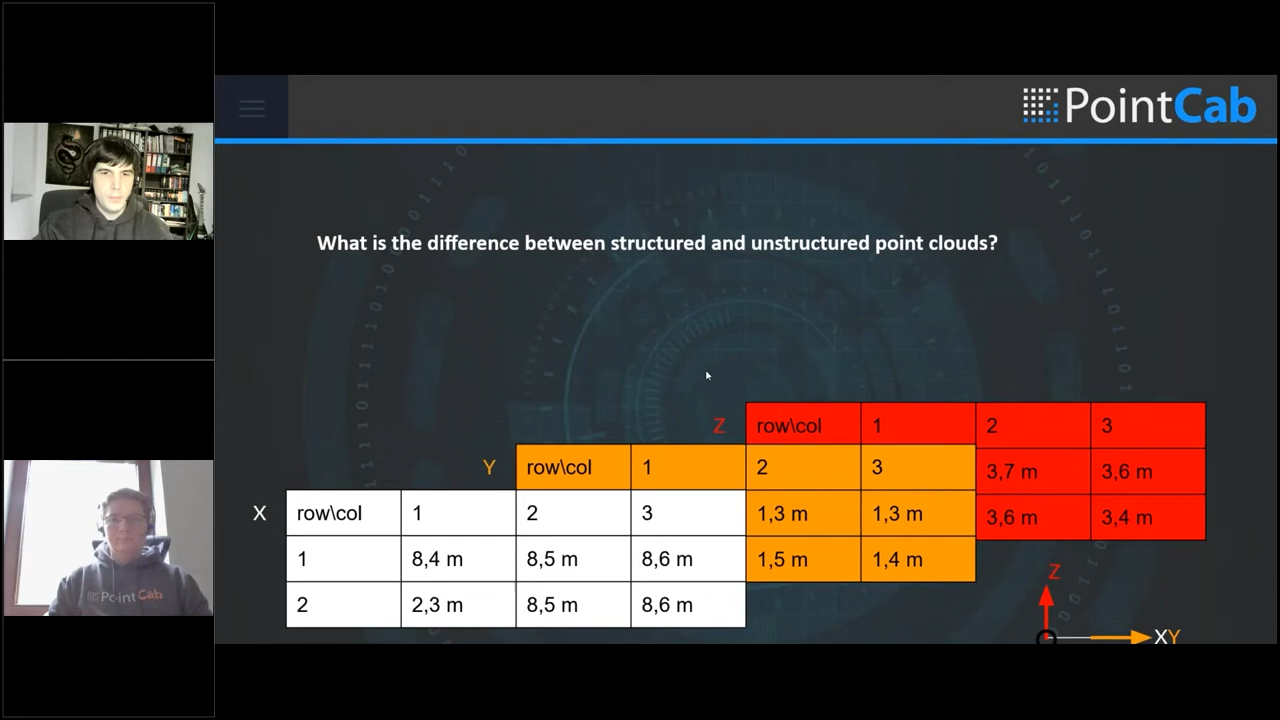 PointCab
What is the difference between structured and unstructured point clouds?
Z row\col 1 2 3
Y row\col 1 2 3 3,7 m 3,6 m
X row\col 1 2 3 1,3 m 1,3 m 3,6 m 3,4 m
1 8,4 m 8,5 m 8,6 m 1,5 m 1,4 m
2 2,3 m 8,5 m 8,6 m
Z
XY
PointCab